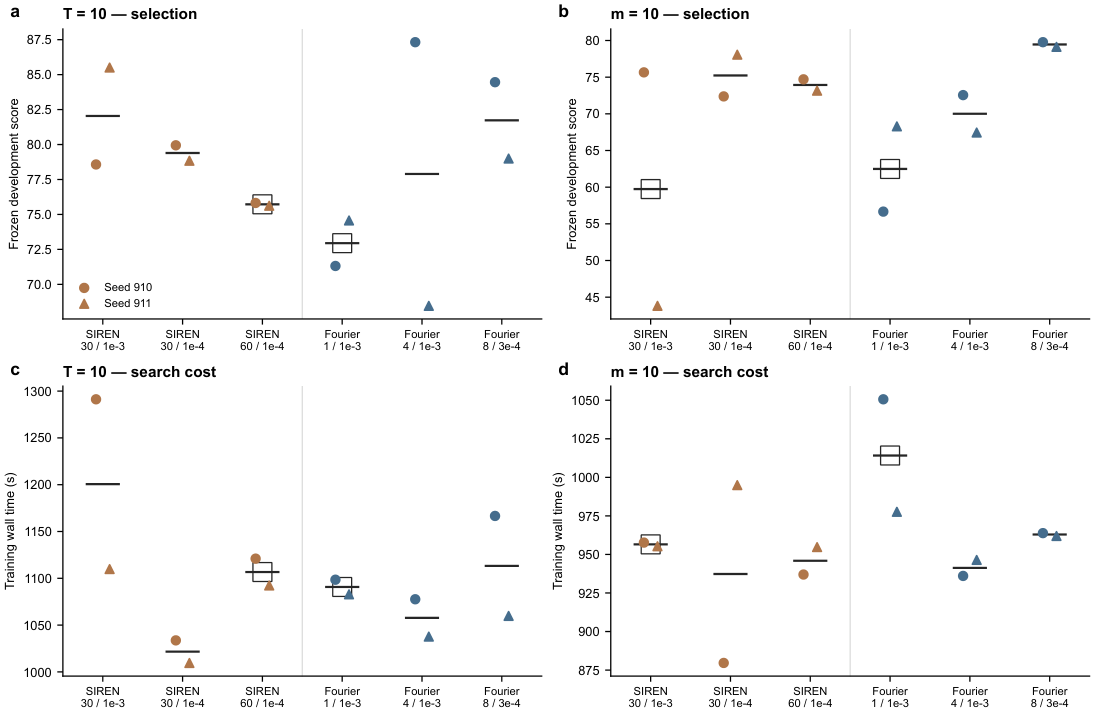 a
T = 10 — selection
Frozen development score
87.5
85.0
82.5
80.0
77.5
75.0
72.5
70.0
Seed 910
Seed 911
SIREN
30 / 1e-3
SIREN
30 / 1e-4
SIREN
60 / 1e-4
Fourier
1 / 1e-3
Fourier
4 / 1e-3
Fourier
8 / 3e-4
b
m = 10 — selection
Frozen development score
80
75
70
65
60
55
50
45
SIREN
30 / 1e-3
SIREN
30 / 1e-4
SIREN
60 / 1e-4
Fourier
1 / 1e-3
Fourier
4 / 1e-3
Fourier
8 / 3e-4
c
T = 10 — search cost
Training wall time (s)
1300
1250
1200
1150
1100
1050
1000
SIREN
30 / 1e-3
SIREN
30 / 1e-4
SIREN
60 / 1e-4
Fourier
1 / 1e-3
Fourier
4 / 1e-3
Fourier
8 / 3e-4
d
m = 10 — search cost
Training wall time (s)
1050
1025
1000
975
950
925
900
875
SIREN
30 / 1e-3
SIREN
30 / 1e-4
SIREN
60 / 1e-4
Fourier
1 / 1e-3
Fourier
4 / 1e-3
Fourier
8 / 3e-4